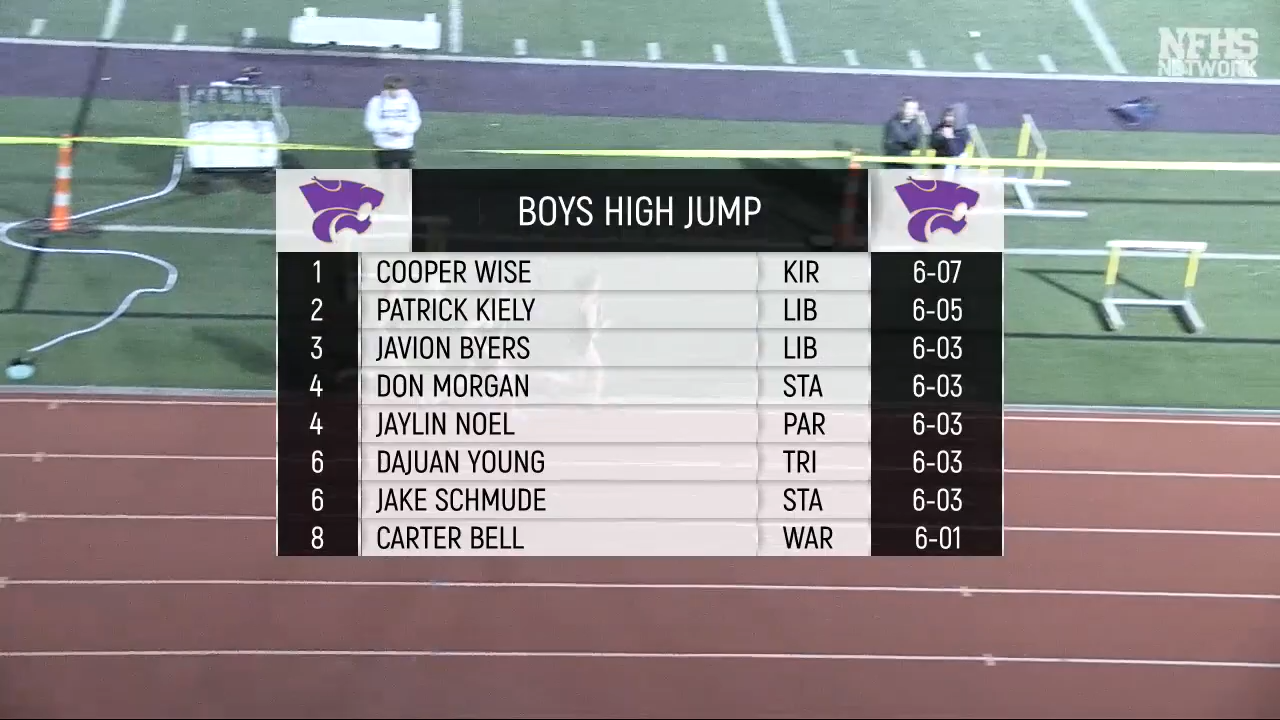 NFHS
NETWORK
BOYS HIGH JUMP
1 COOPER WISE KIR 6-07
2 PATRICK KIELY LIB 6-05
3 JAVION BYERS LIB 6-03
4 DON MORGAN STA 6-03
4 JAYLIN NOEL PAR 6-03
6 DAJUAN YOUNG TRI 6-03
6 JAKE SCHMUDE STA 6-03
8 CARTER BELL WAR 6-01